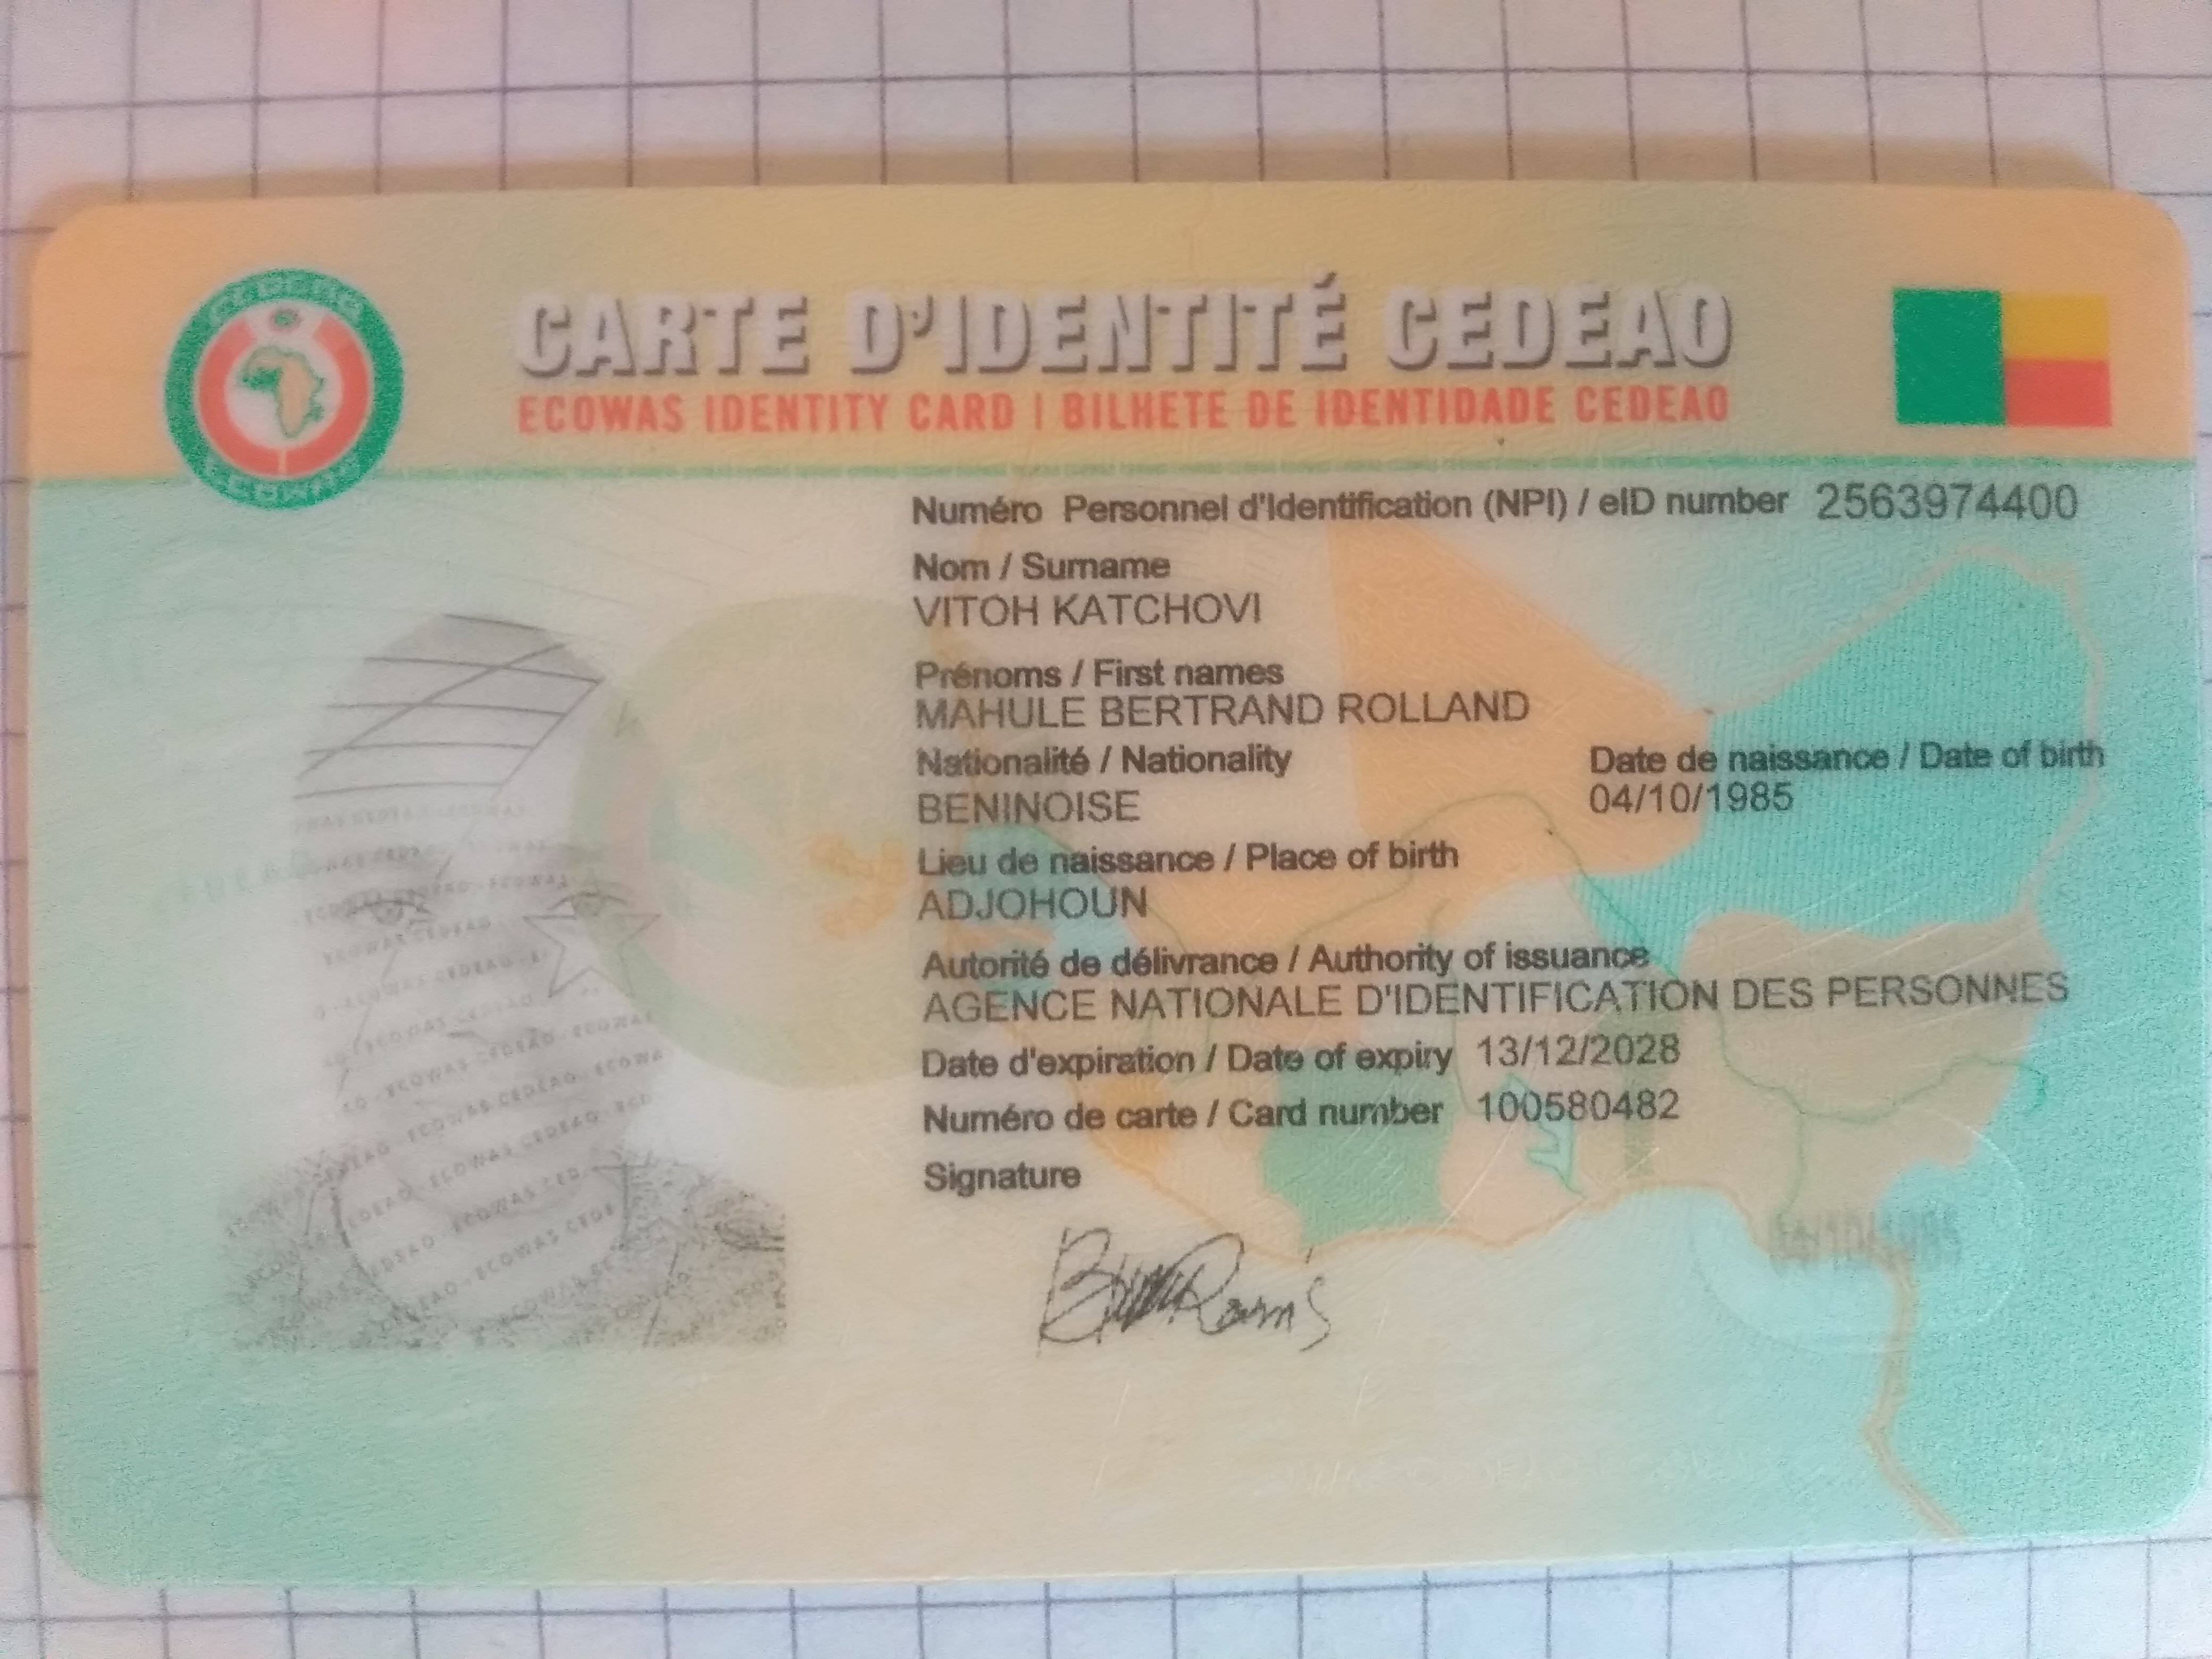 CEDEAO
ECOWAS
CARTE D'IDENTITÉ CEDEAO
ECOWAS IDENTITY CARD | BILHETE DE IDENTIDADE CEDEAO
Numéro Personnel d'Identification (NPI) / eID number 2563974400
Nom / Surname
VITOH KATCHOVI
Prénoms / First names
MAHULE BERTRAND ROLLAND
Nationalité / Nationality
BENINOISE
Date de naissance / Date of birth
04/10/1985
Lieu de naissance / Place of birth
ADJOHOUN
Autorité de délivrance / Authority of issuance
AGENCE NATIONALE D'IDENTIFICATION DES PERSONNES
Date d'expiration / Date of expiry 13/12/2028
Numéro de carte / Card number 100580482
Signature